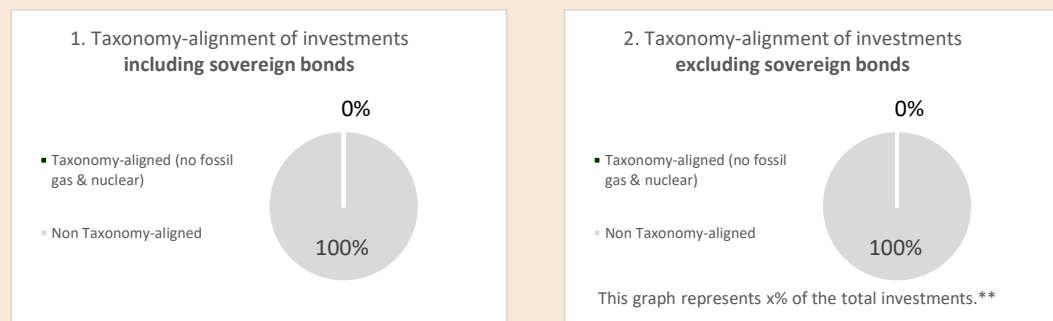 1. Taxonomy-alignment of investments
including sovereign bonds
0%
Taxonomy-aligned (no fossil
gas & nuclear)
Non Taxonomy-aligned
100%
2. Taxonomy-alignment of investments
excluding sovereign bonds
0%
Taxonomy-aligned (no fossil
gas & nuclear)
Non Taxonomy-aligned
100%
This graph represents x% of the total investments.**